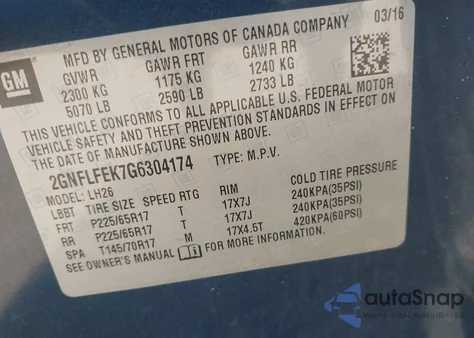 GM
MFD BY GENERAL MOTORS OF CANADA COMPANY 03/16
GVWR GAWR FRT GAWR RR
2300 KG 1175 KG 1240 KG
5070 LB 2590 LB 2733 LB
THIS VEHICLE CONFORMS TO ALL APPLICABLE U.S. FEDERAL MOTOR
VEHICLE SAFETY AND THEFT PREVENTION STANDARDS IN EFFECT ON
THE DATE OF MANUFACTURE SHOWN ABOVE.
2GNFLFEK7G6304174 TYPE: M.P.V.
MODEL: LH26
LBBT TIRE SIZE SPEED RTG RIM COLD TIRE PRESSURE
FRT P225/65R17 T 17X7J 240KPA(35PSI)
RR P225/65R17 T 17X7J 240KPA(35PSI)
SPA T145/70R17 M 17X4.5T 420KPA(60PSI)
SEE OWNER'S MANUAL
autoSnap